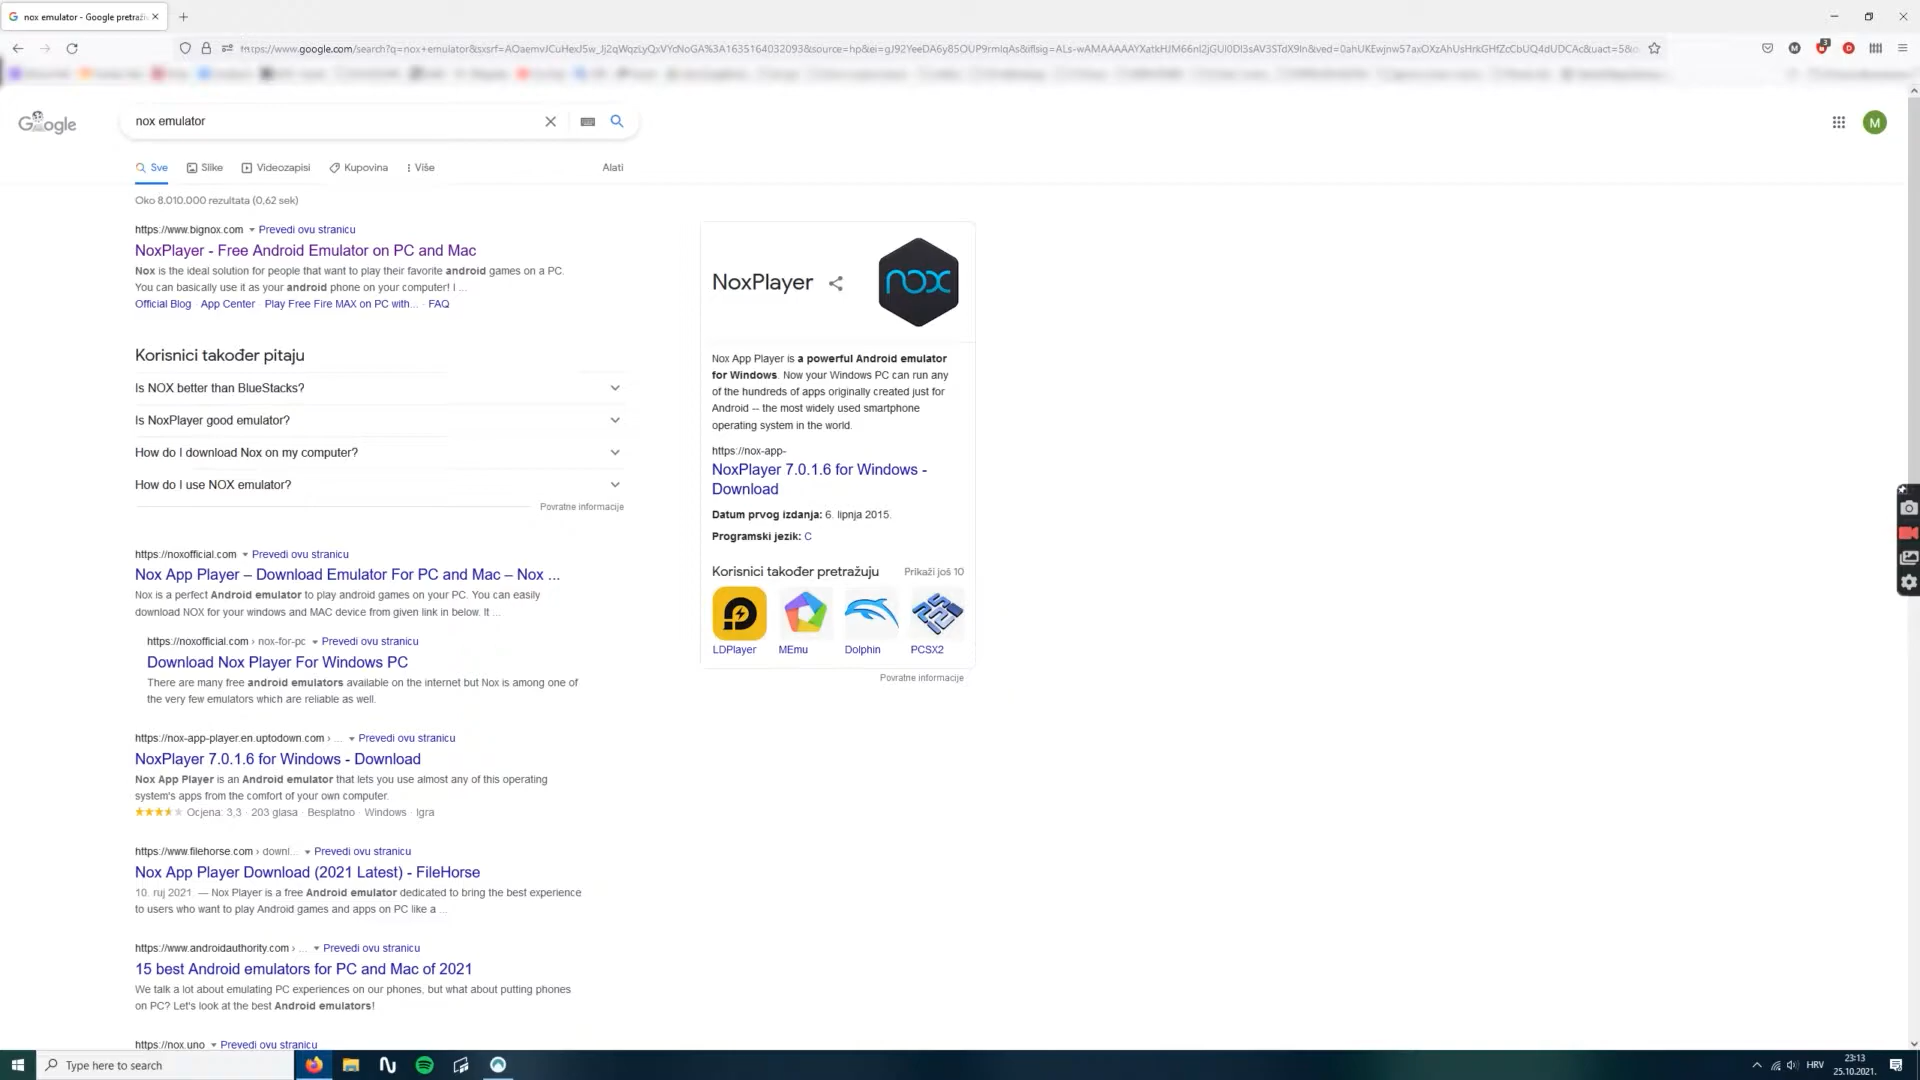 nox emulator - Google pretraži
https://www.google.com/search?q=nox+emulator&sxsrf=
Google
nox emulator
M
Sve
Slike
Videozapisi
Kupovina
Više
Alati
Oko 8.010.000 rezultata (0,62 sek)
https://www.bignox.com Prevedi ovu stranicu
NoxPlayer - Free Android Emulator on PC and Mac
Nox is the ideal solution for people that want to play their favorite android games on a PC.
You can basically use it as your android phone on your computer! I ...
Official Blog · App Center · Play Free Fire MAX on PC with... · FAQ
Korisnici također pitaju
Is NOX better than BlueStacks?
Is NoxPlayer good emulator?
How do I download Nox on my computer?
How do I use NOX emulator?
Povratne informacije
https://noxofficial.com Prevedi ovu stranicu
Nox App Player – Download Emulator For PC and Mac – Nox ...
Nox is a perfect Android emulator to play android games on your PC. You can easily
download NOX for your windows and MAC device from given link in below. It ...
https://noxofficial.com › nox-for-pc Prevedi ovu stranicu
Download Nox Player For Windows PC
There are many free android emulators available on the internet but Nox is among one of
the very few emulators which are reliable as well.
https://nox-app-player.en.uptodown.com › ... Prevedi ovu stranicu
NoxPlayer 7.0.1.6 for Windows - Download
Nox App Player is an Android emulator that lets you use almost any of this operating
system's apps from the comfort of your own computer.
Ocjena: 3,3 · 203 glasa · Besplatno · Windows · Igra
https://www.filehorse.com › downl... Prevedi ovu stranicu
Nox App Player Download (2021 Latest) - FileHorse
10. ruj 2021. — Nox Player is a free Android emulator dedicated to bring the best experience
to users who want to play Android games and apps on PC like a ...
https://www.androidauthority.com › ... Prevedi ovu stranicu
15 best Android emulators for PC and Mac of 2021
We talk a lot about emulating PC experiences on our phones, but what about putting phones
on PC? Let's look at the best Android emulators!
https://nox.uno Prevedi ovu stranicu
NoxPlayer
nox
Nox App Player is a powerful Android emulator
for Windows. Now your Windows PC can run any
of the hundreds of apps originally created just for
Android -- the most widely used smartphone
operating system in the world.
https://nox-app-
NoxPlayer 7.0.1.6 for Windows -
Download
Datum prvog izdanja: 6. lipnja 2015.
Programski jezik: C
Korisnici također pretražuju
Prikaži još 10
LDPlayer
MEmu
Dolphin
PCSX2
Povratne informacije
Type here to search
HRV
23:13
25.10.2021.